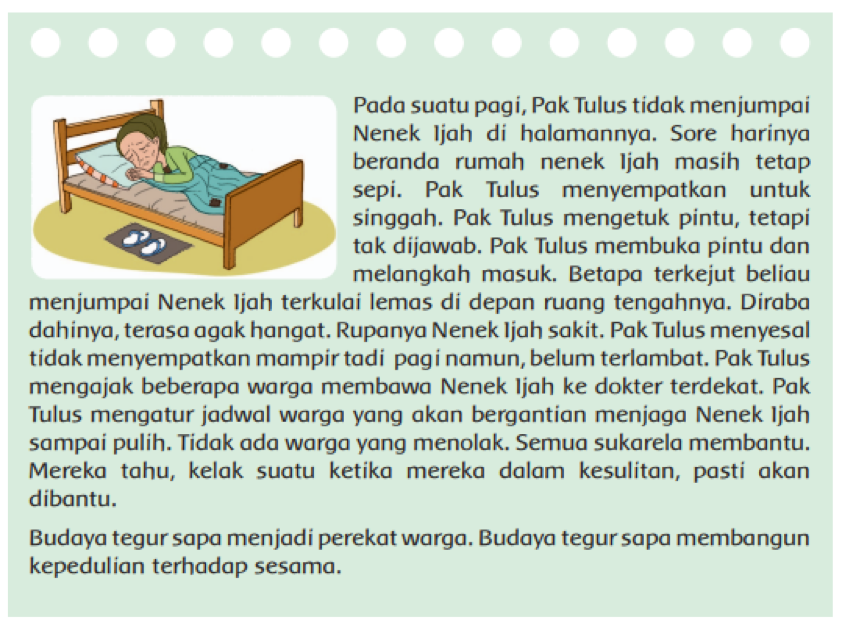 Pada suatu pagi, Pak Tulus tidak menjumpai
Nenek Ijah di halamannya. Sore harinya
beranda rumah nenek Ijah masih tetap
sepi. Pak Tulus menyempatkan untuk
singgah. Pak Tulus mengetuk pintu, tetapi
tak dijawab. Pak Tulus membuka pintu dan
melangkah masuk. Betapa terkejut beliau
menjumpai Nenek Ijah terkulai lemas di depan ruang tengahnya. Diraba
dahinya, terasa agak hangat. Rupanya Nenek Ijah sakit. Pak Tulus menyesal
tidak menyempatkan mampir tadi pagi namun, belum terlambat. Pak Tulus
mengajak beberapa warga membawa Nenek Ijah ke dokter terdekat. Pak
Tulus mengatur jadwal warga yang akan bergantian menjaga Nenek Ijah
sampai pulih. Tidak ada warga yang menolak. Semua sukarela membantu.
Mereka tahu, kelak suatu ketika mereka dalam kesulitan, pasti akan
dibantu.
Budaya tegur sapa menjadi perekat warga. Budaya tegur sapa membangun
kepedulian terhadap sesama.